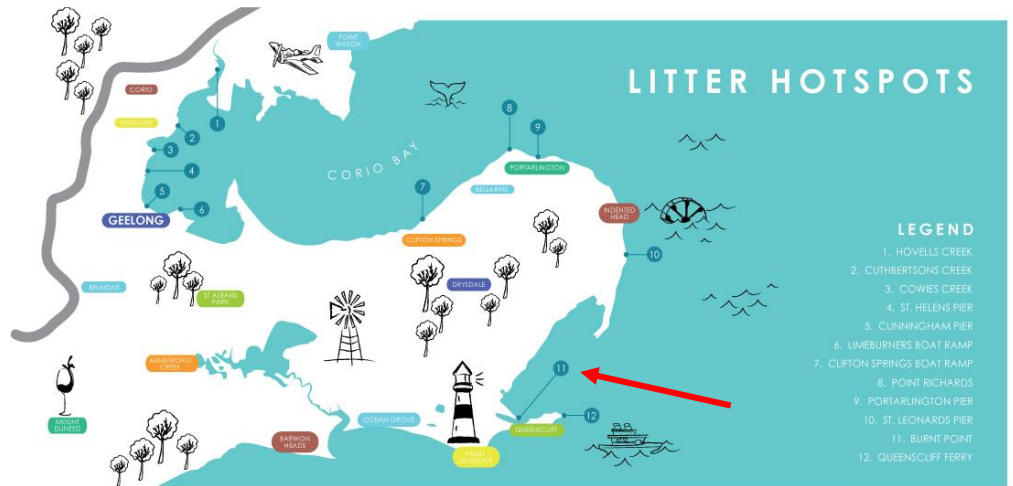 POINT
WILSON
LITTER HOTSPOTS
CORIO
NORLANE
1
2
3
4
5
6
GEELONG
CORIO BAY
8
9
PORTARLINGTON
7
BELLARINE
CLIFTON SPRINGS
INDENTED
HEAD
10
BELMONT
ST ALBANS
PARK
DRYSDALE
ARMSTRONG
CREEK
11
MOUNT
DUNEED
OCEAN GROVE
12
QUEENSCLIFF
BARWON
HEADS
POINT
LONSDALE
LEGEND
1. HOVELLS CREEK
2. CUTHBERTSONS CREEK
3. COWIES CREEK
4. ST. HELENS PIER
5. CUNNINGHAM PIER
6. LIMEBURNERS BOAT RAMP
7. CLIFTON SPRINGS BOAT RAMP
8. POINT RICHARDS
9. PORTARLINGTON PIER
10. ST. LEONARDS PIER
11. BURNT POINT
12. QUEENSCLIFF FERRY